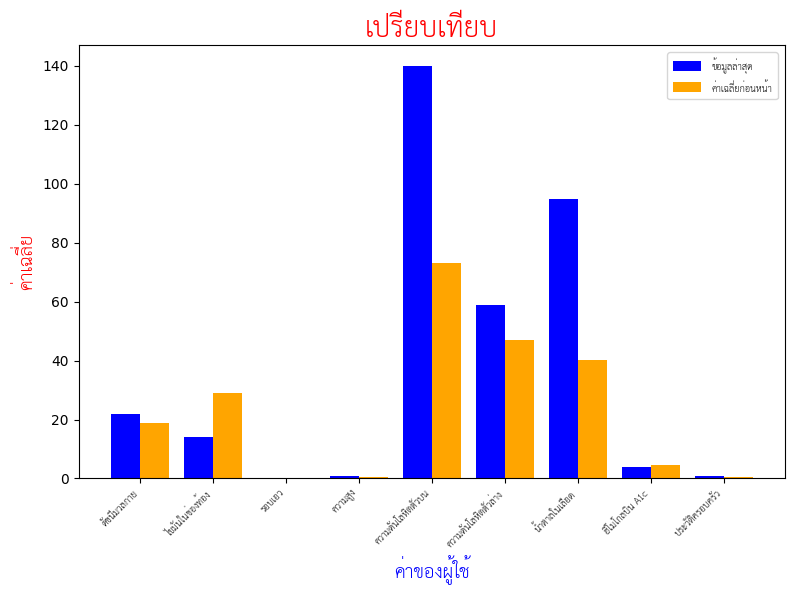 เปรียบเทียบ
ข้อมูลล่าสุด
ค่าเฉลี่ยก่อนหน้า
ค่าเฉลี่ย
140
120
100
80
60
40
20
0
ดัชนีมวลกาย
ไขมันในช่องท้อง
รอบเอว
ความสูง
ความดันโลหิตตัวบน
ความดันโลหิตตัวล่าง
น้ำตาลในเลือด
ฮีโมโกลบิน A1c
ประวัติครอบครัว
ค่าของผู้ใช้